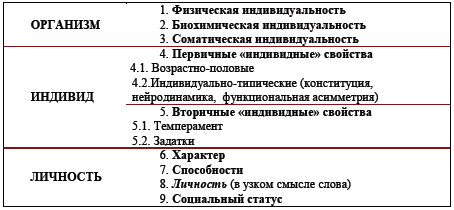 ОРГАНИЗМ
1. Физическая индивидуальность
2. Биохимическая индивидуальность
3. Соматическая индивидуальность
ИНДИВИД
4. Первичные «индивидные» свойства
4.1. Возрастно-половые
4.2.Индивидуально-типические (конституция,
нейродинамика, функциональная асимметрия)
5. Вторичные «индивидные» свойства
5.1. Темперамент
5.2. Задатки
ЛИЧНОСТЬ
6. Характер
7. Способности
8. Личность (в узком смысле слова)
9. Социальный статус